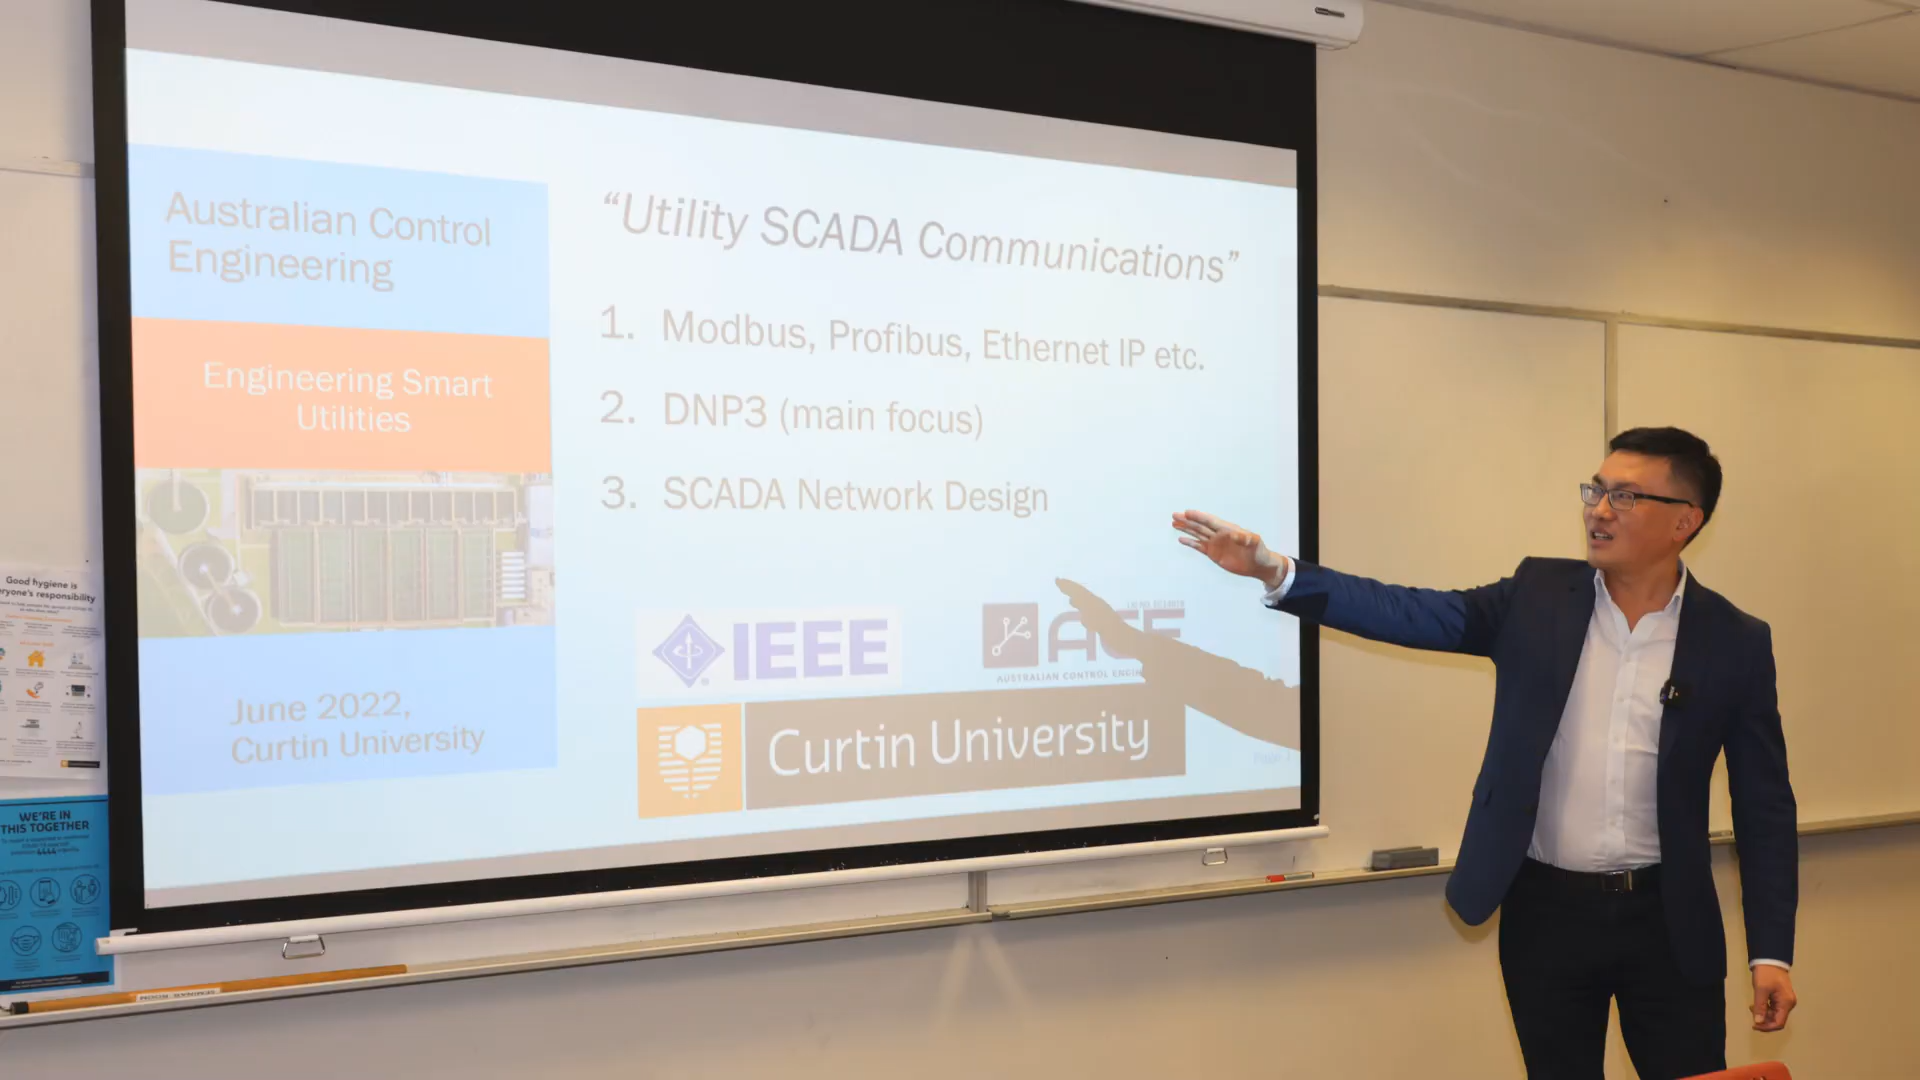 Australian Control
Engineering
Engineering Smart
Utilities
June 2022,
Curtin University
“Utility SCADA Communications”
1. Modbus, Profibus, Ethernet IP etc.
2. DNP3 (main focus)
3. SCADA Network Design
IEEE
ACE
AUSTRALIAN CONTROL
Curtin University
Good hygiene is
everyone's responsibility
WE'RE IN
THIS TOGETHER